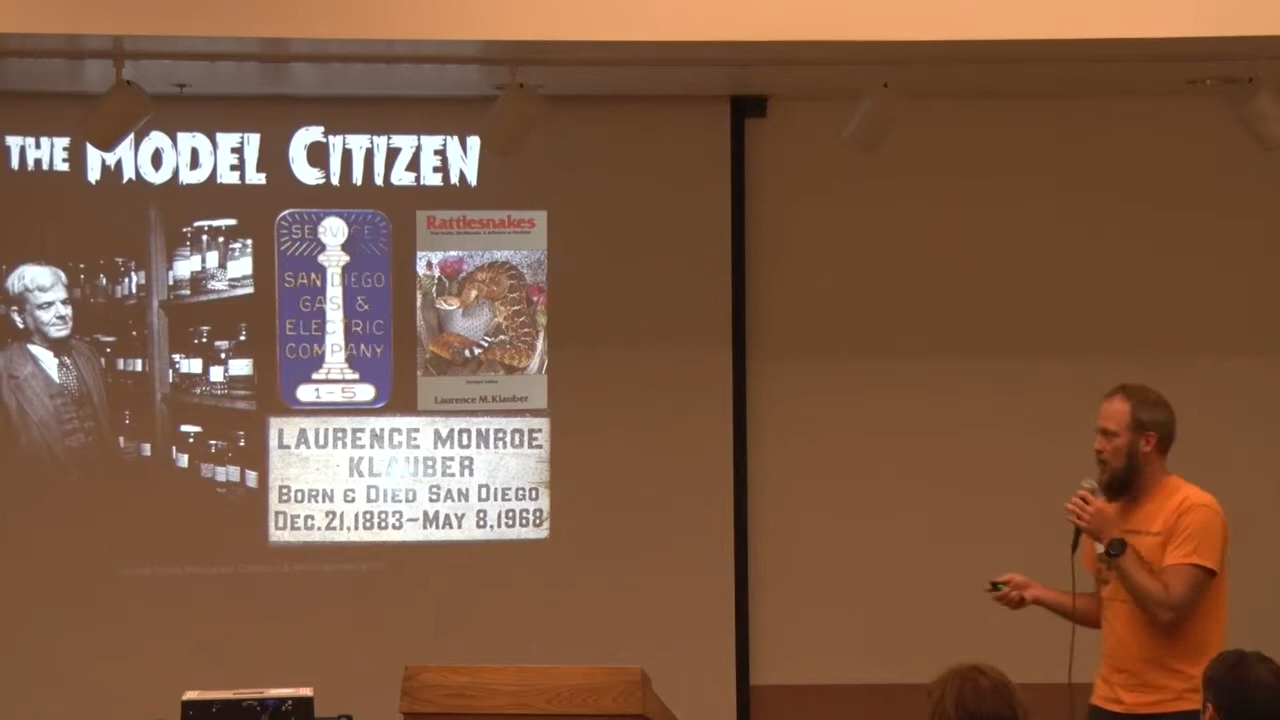 THE MODEL CITIZEN
SERVICE
SAN DIEGO
GAS &
ELECTRIC
COMPANY
1-5
Rattlesnakes
Laurence M. Klauber
LAURENCE MONROE
KLAUBER
BORN & DIED SAN DIEGO
DEC. 21, 1883-MAY 8, 1968